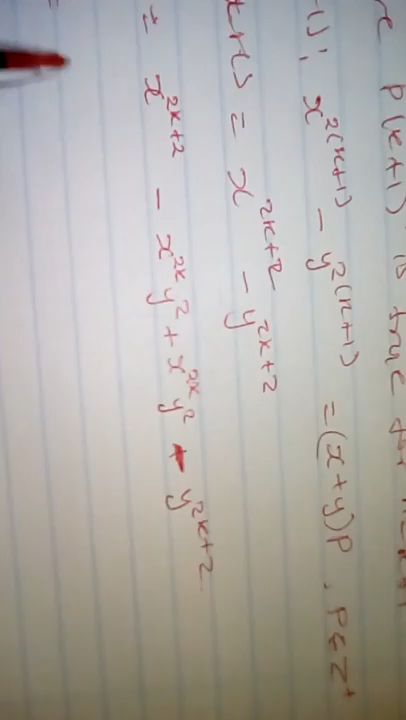 P(k+1) is true for n=k+1
x^{2(k+1)} - y^{2(k+1)} = (x+y)P, P∈Z^+
= x^{2k+2} - y^{2k+2}
= x^{2k+2} - x^{2k}y^2 + x^{2k}y^2 - y^{2k+2}